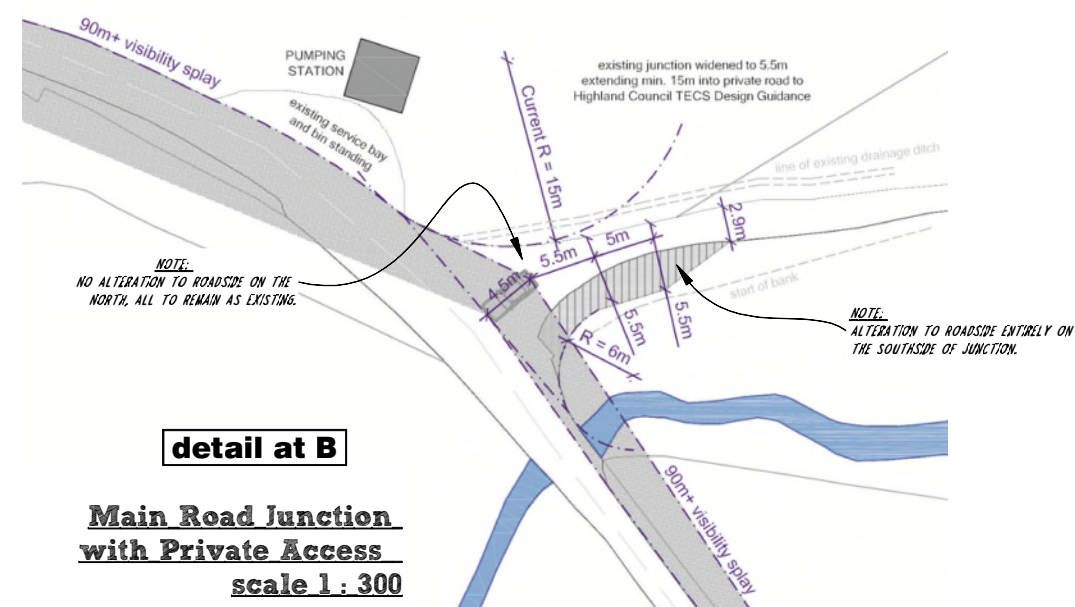 90m+ visibility splay
PUMPING
STATION
existing service bay
and bin standing
Current R = 15m
existing junction widened to 5.5m
extending min. 15m into private road to
Highland Council TECS Design Guidance
line of existing drainage ditch
2.9m
5m
5.5m
4.5m
NOTE:
NO ALTERATION TO ROADSIDE ON THE
NORTH, ALL TO REMAIN AS EXISTING.
start of bank
5.5m
5.5m
R = 6m
NOTE:
ALTERATION TO ROADSIDE ENTIRELY ON
THE SOUTHSIDE OF JUNCTION.
detail at B
90m+ visibility splay
Main Road Junction
with Private Access
scale 1 : 300